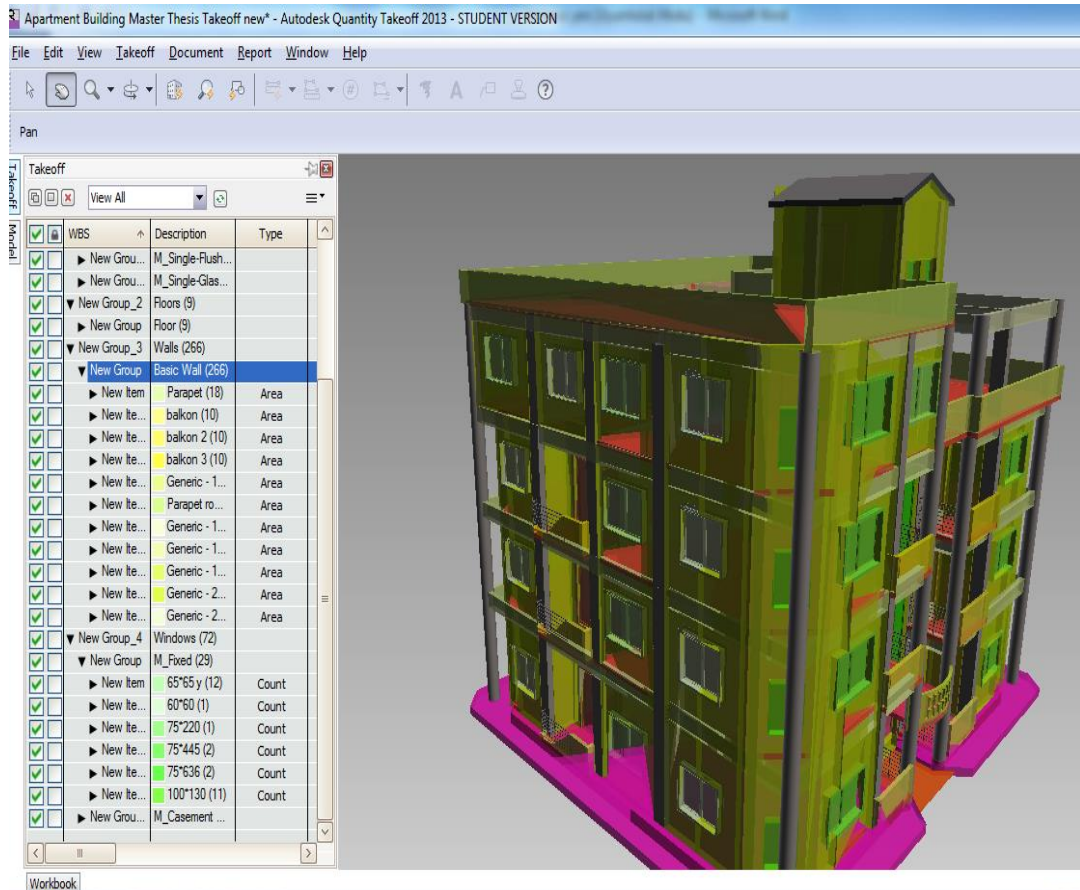 Apartment Building Master Thesis Takeoff new* - Autodesk Quantity Takeoff 2013 - STUDENT VERSION
File Edit View Takeoff Document Report Window Help
Pan
Takeoff
Model
Takeoff
View All
WBS Description Type
New Grou... M_Single-Flush...
New Grou... M_Single-Glas...
New Group_2 Floors (9)
New Group Floor (9)
New Group_3 Walls (266)
New Group Basic Wall (266)
New Item Parapet (18) Area
New Ite... balkon (10) Area
New Ite... balkon 2 (10) Area
New Ite... balkon 3 (10) Area
New Ite... Generic - 1... Area
New Ite... Parapet ro... Area
New Ite... Generic - 1... Area
New Ite... Generic - 1... Area
New Ite... Generic - 1... Area
New Ite... Generic - 2... Area
New Ite... Generic - 2... Area
New Group_4 Windows (72)
New Group M_Fixed (29)
New Item 65*65 y (12) Count
New Ite... 60*60 (1) Count
New Ite... 75*220 (1) Count
New Ite... 75*445 (2) Count
New Ite... 75*636 (2) Count
New Ite... 100*130 (11) Count
New Grou... M_Casement ...
Workbook